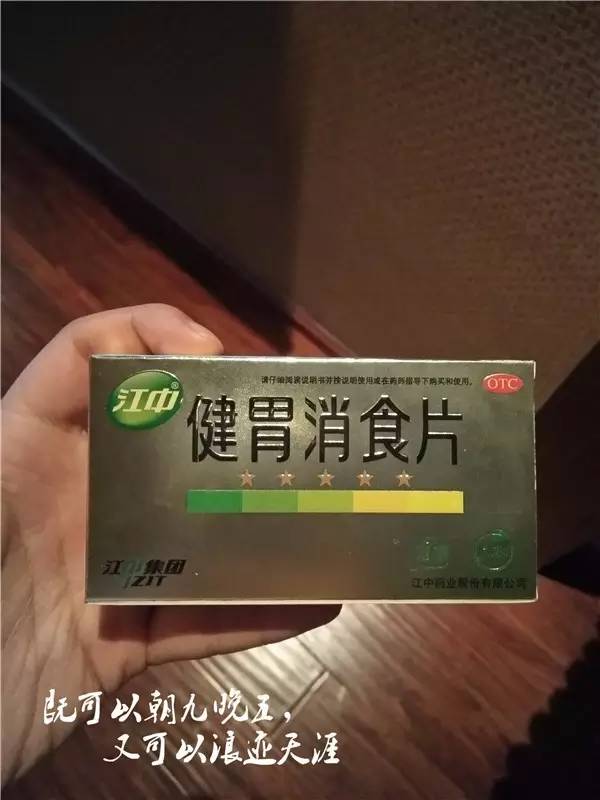 请仔细阅读说明书并按说明使用或在药师指导下购买和使用。
OTC
江中®
健胃消食片
江中集团
JZJT
江中药业股份有限公司
既可以朝九晚五，
又可以浪迹天涯